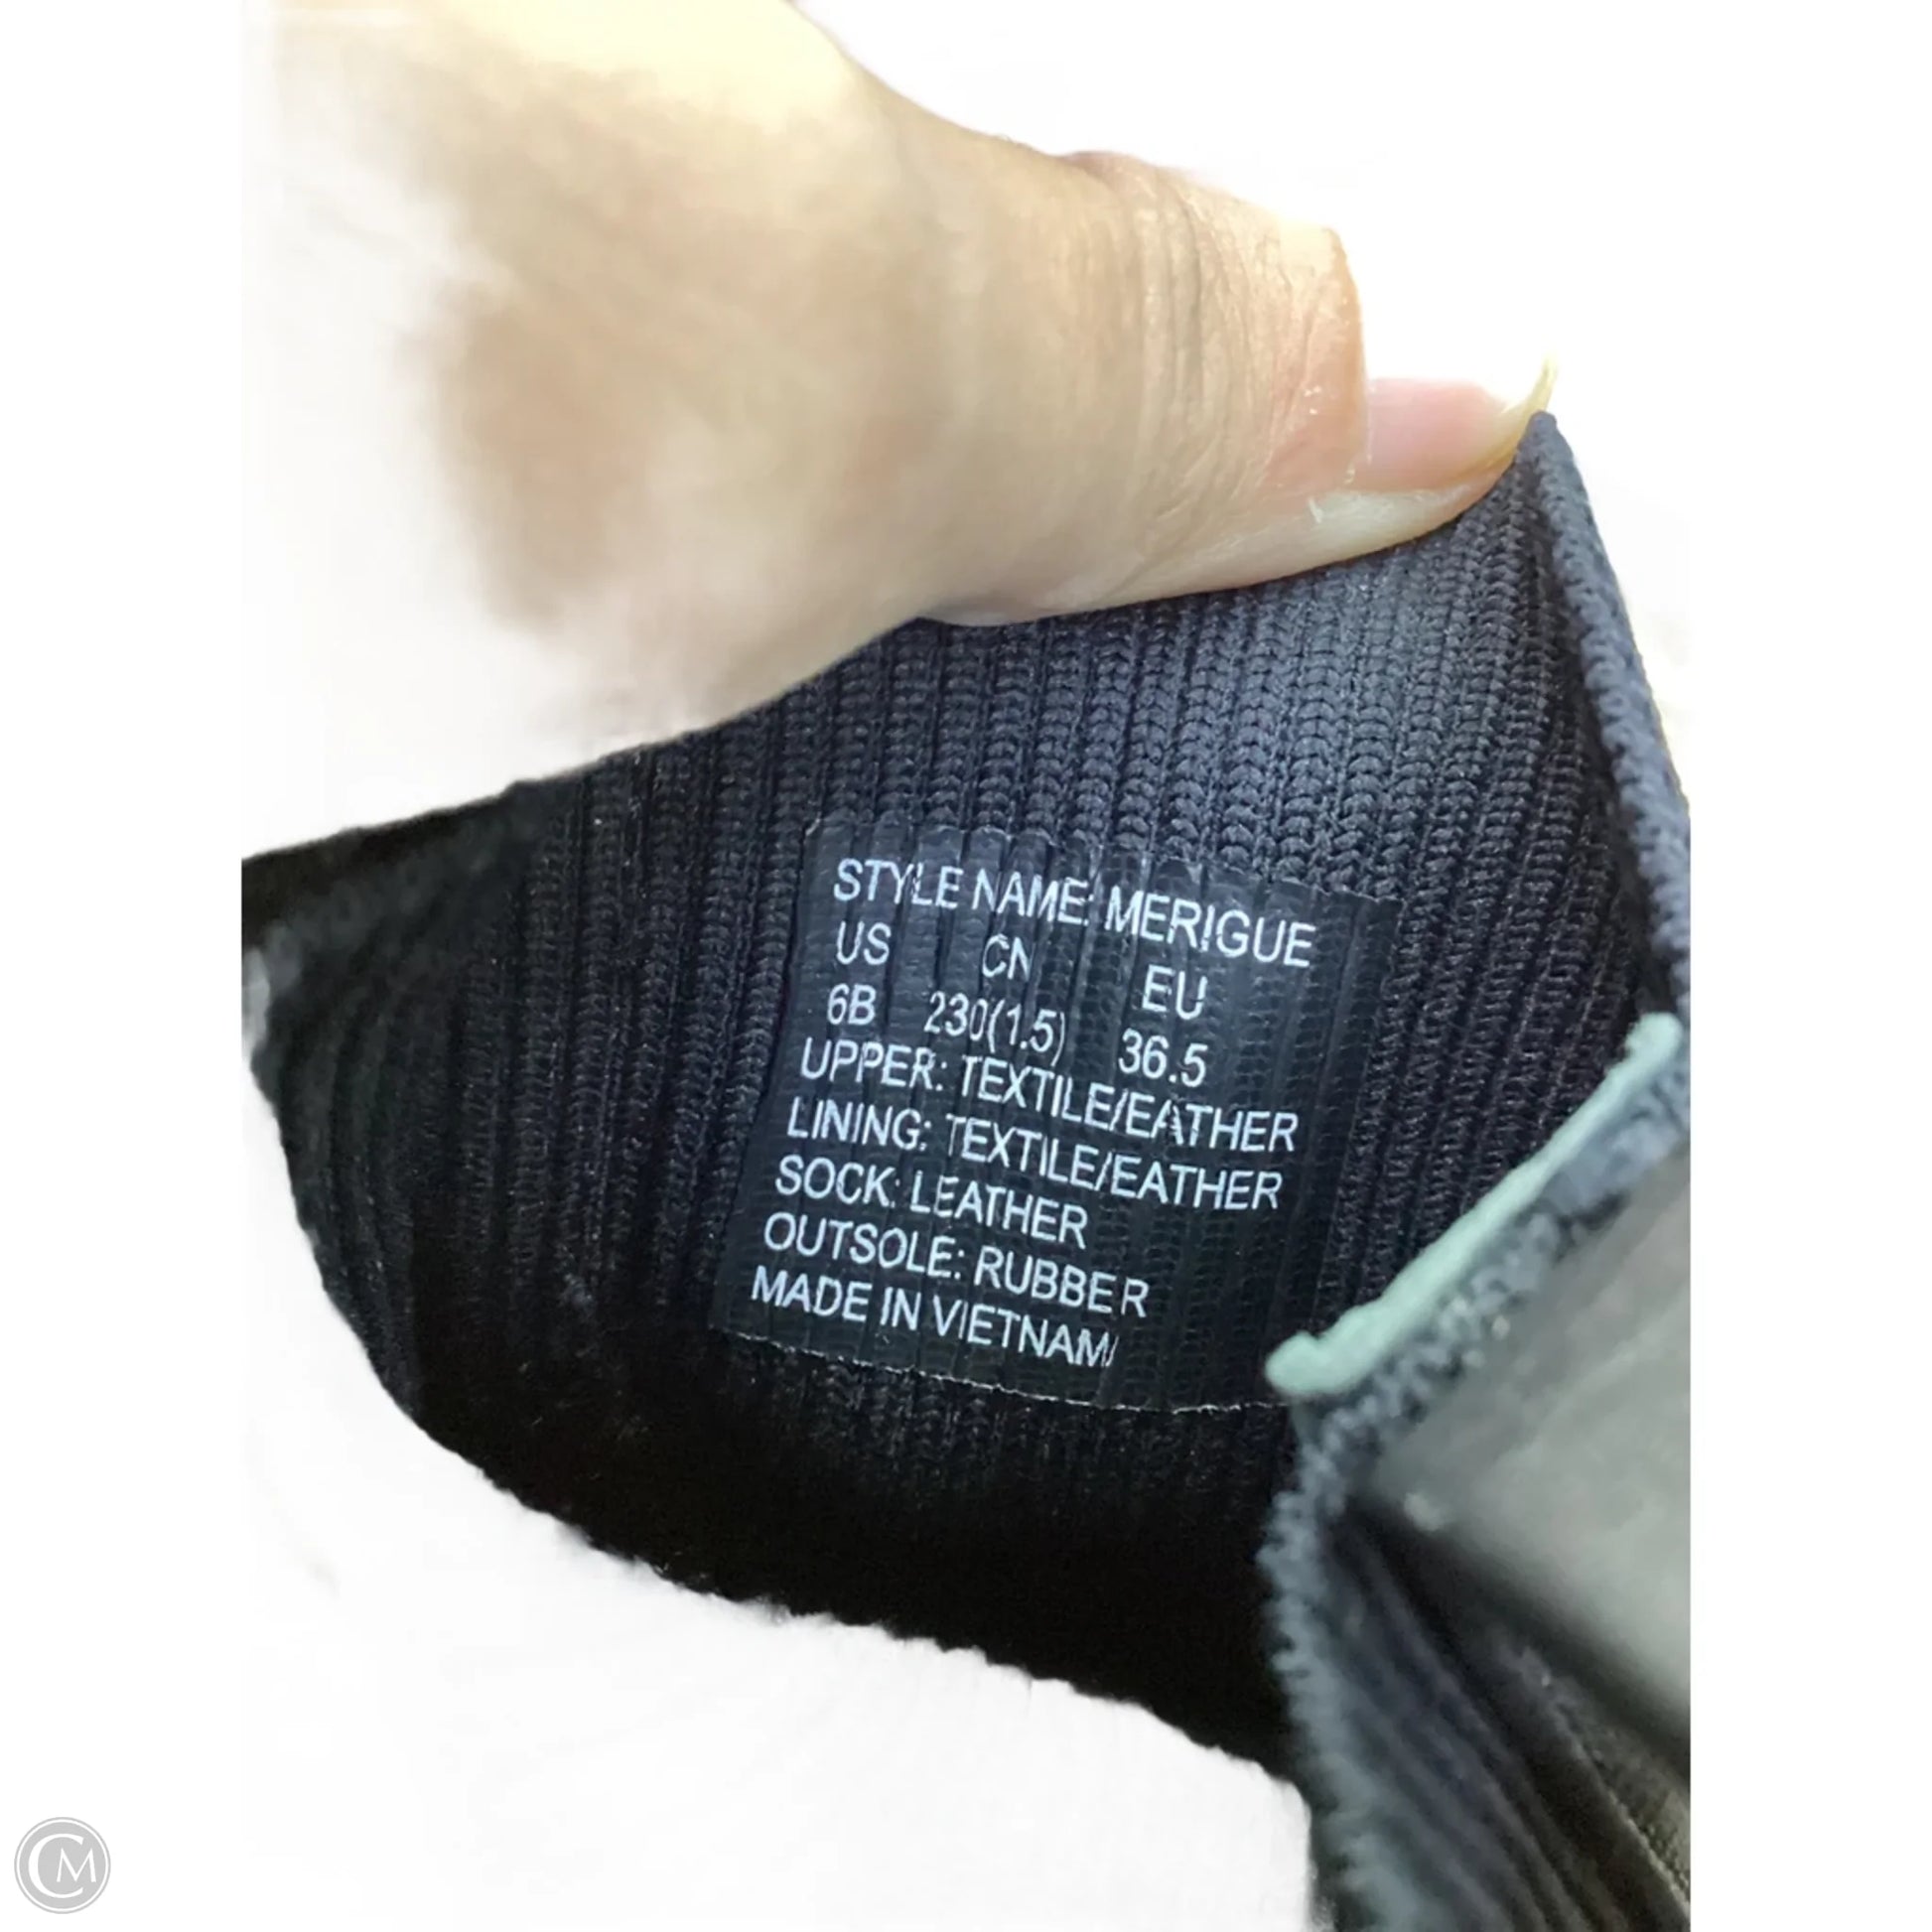 STYLE NAME: MERIGUE
US CN EU
6B 230(1.5) 36.5
UPPER: TEXTILE/EATHER
LINING: TEXTILE/EATHER
SOCK: LEATHER
OUTSOLE: RUBBER
MADE IN VIETNAM/
CM